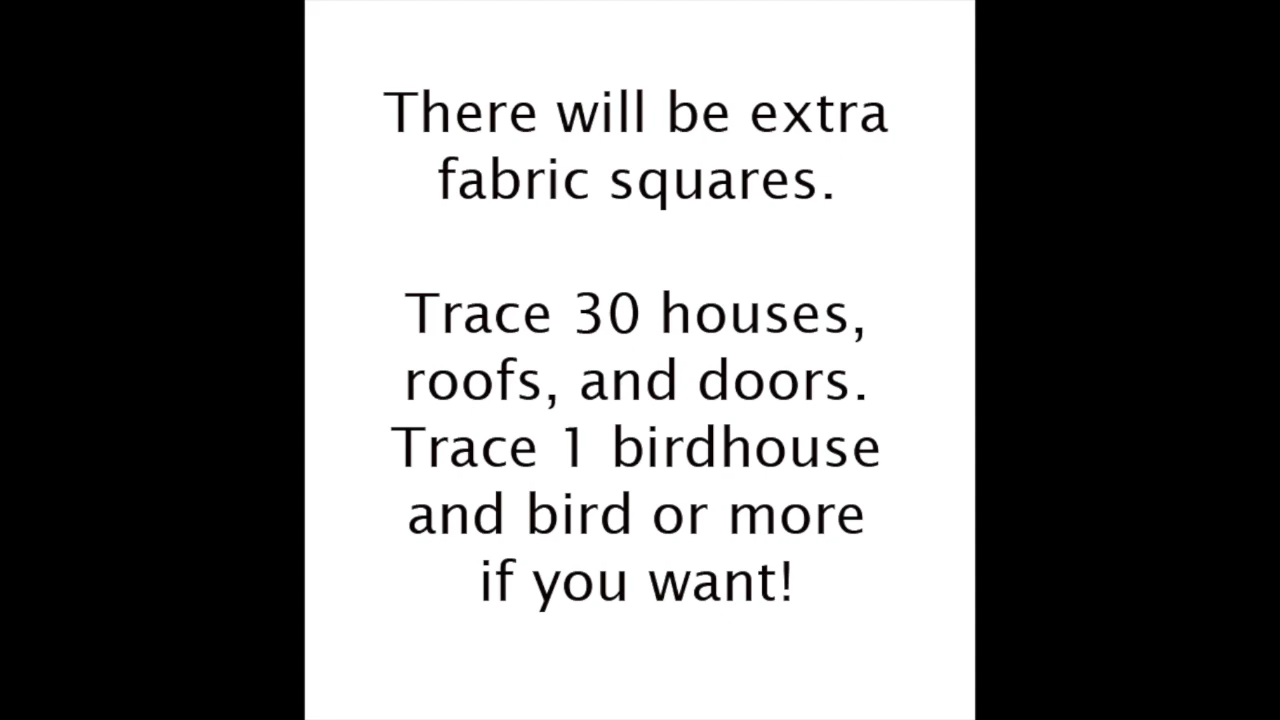 There will be extra
fabric squares.
Trace 30 houses,
roofs, and doors.
Trace 1 birdhouse
and bird or more
if you want!